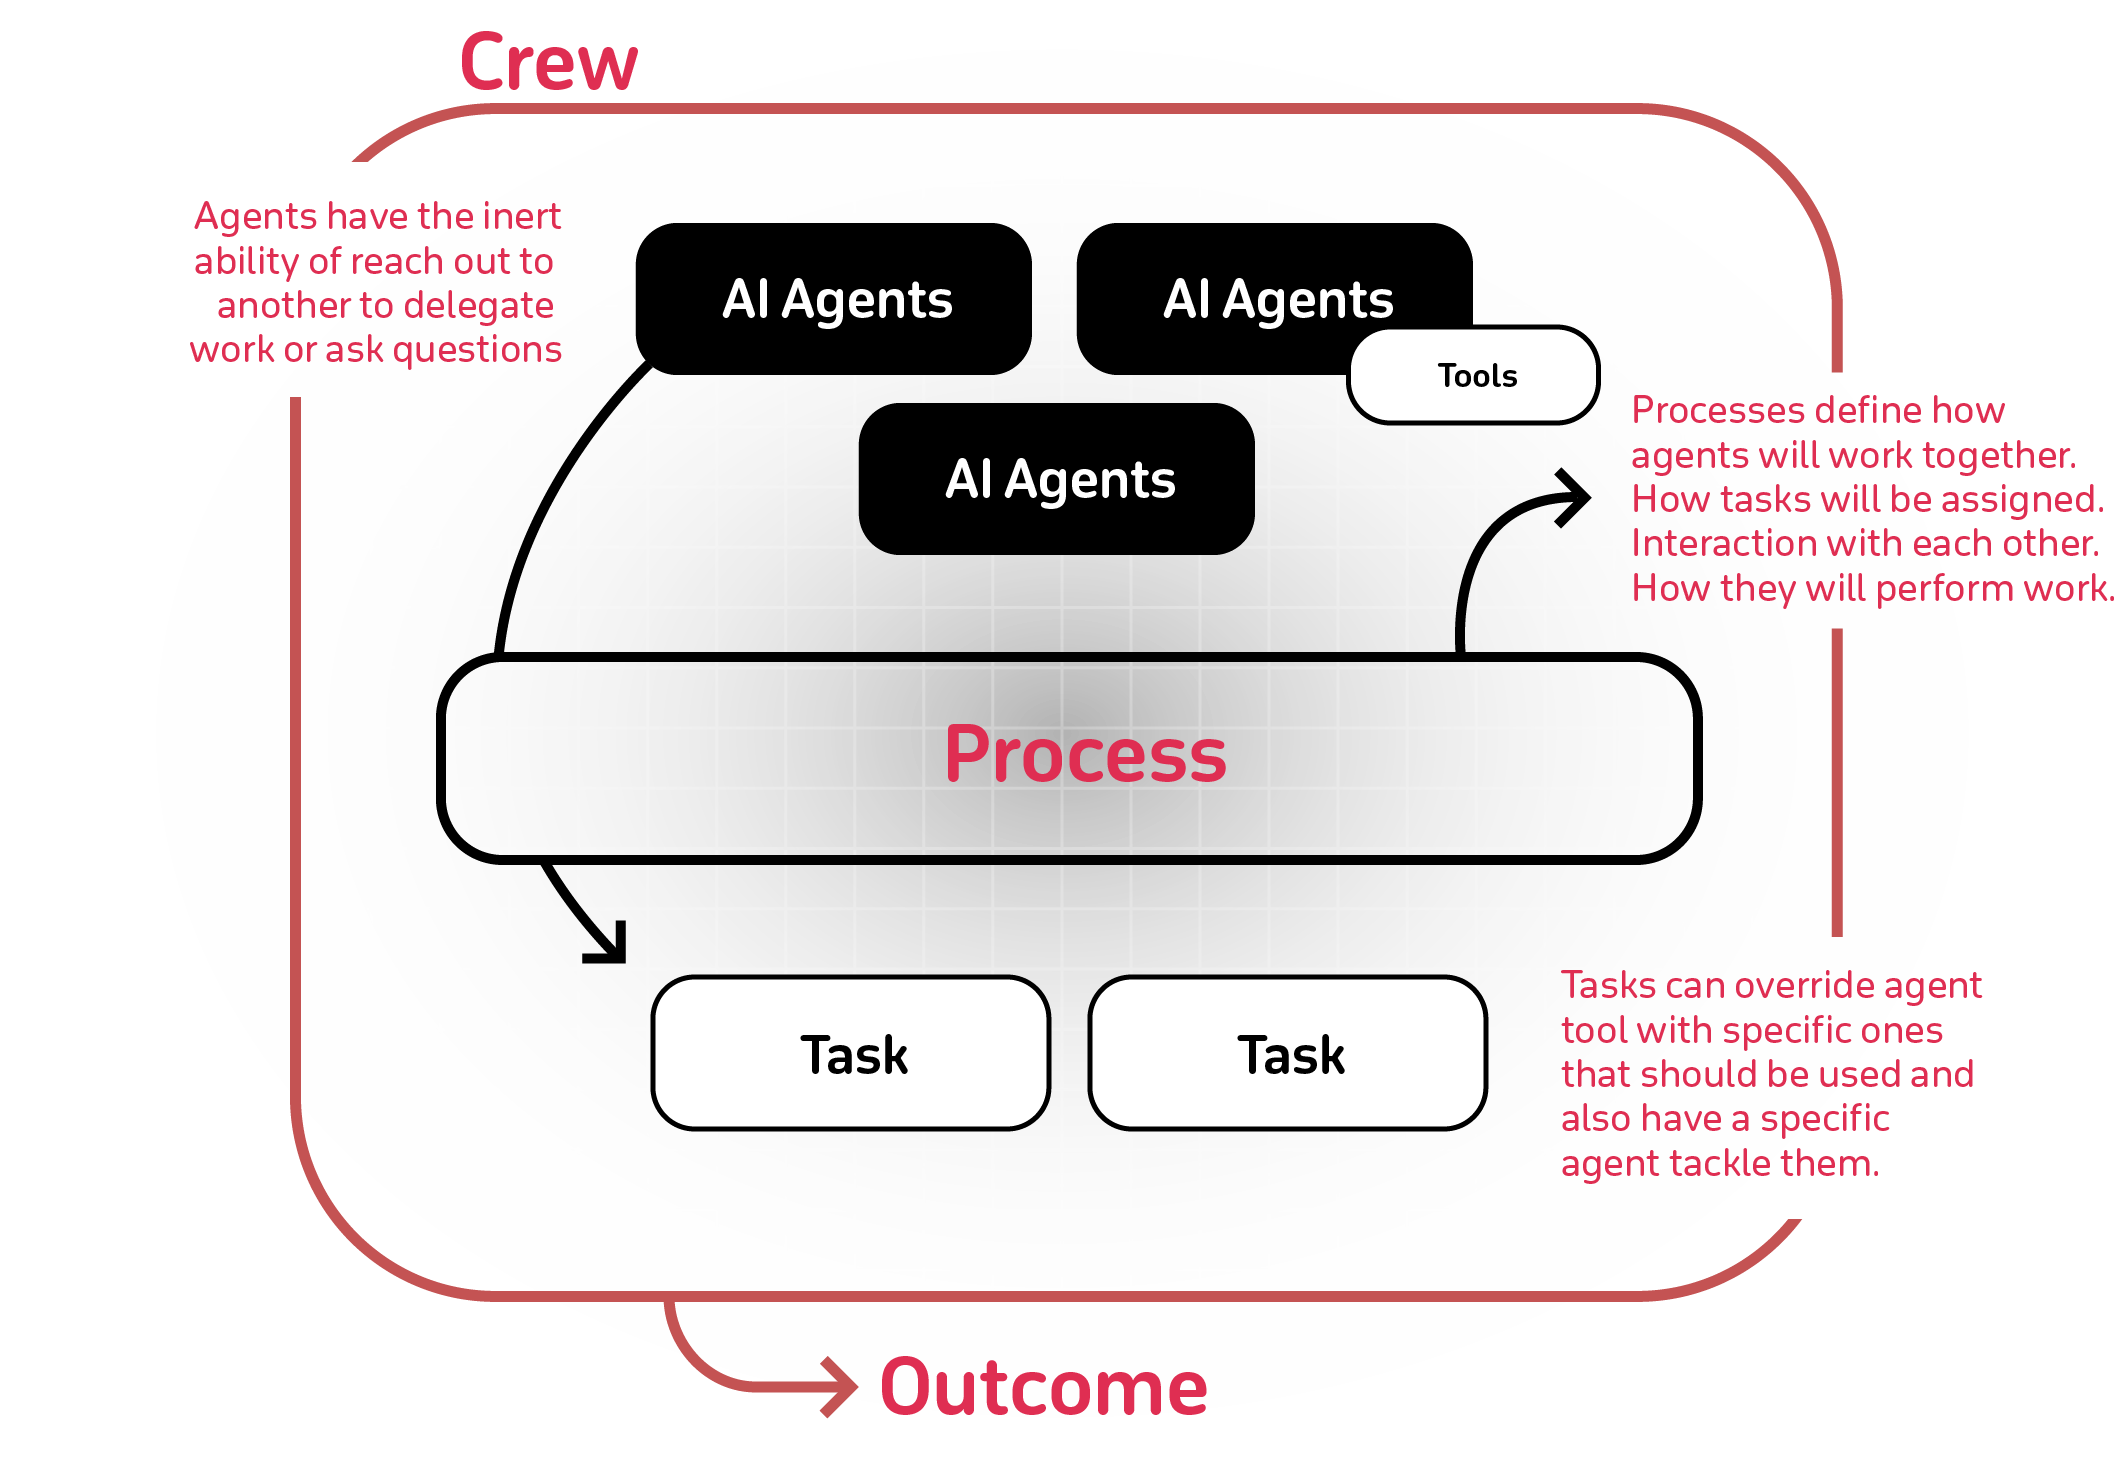 Crew
Agents have the inert
ability of reach out to
another to delegate
work or ask questions
AI Agents
AI Agents
Tools
AI Agents
Processes define how
agents will work together.
How tasks will be assigned.
Interaction with each other.
How they will perform work.
Process
Task
Task
Tasks can override agent
tool with specific ones
that should be used and
also have a specific
agent tackle them.
Outcome